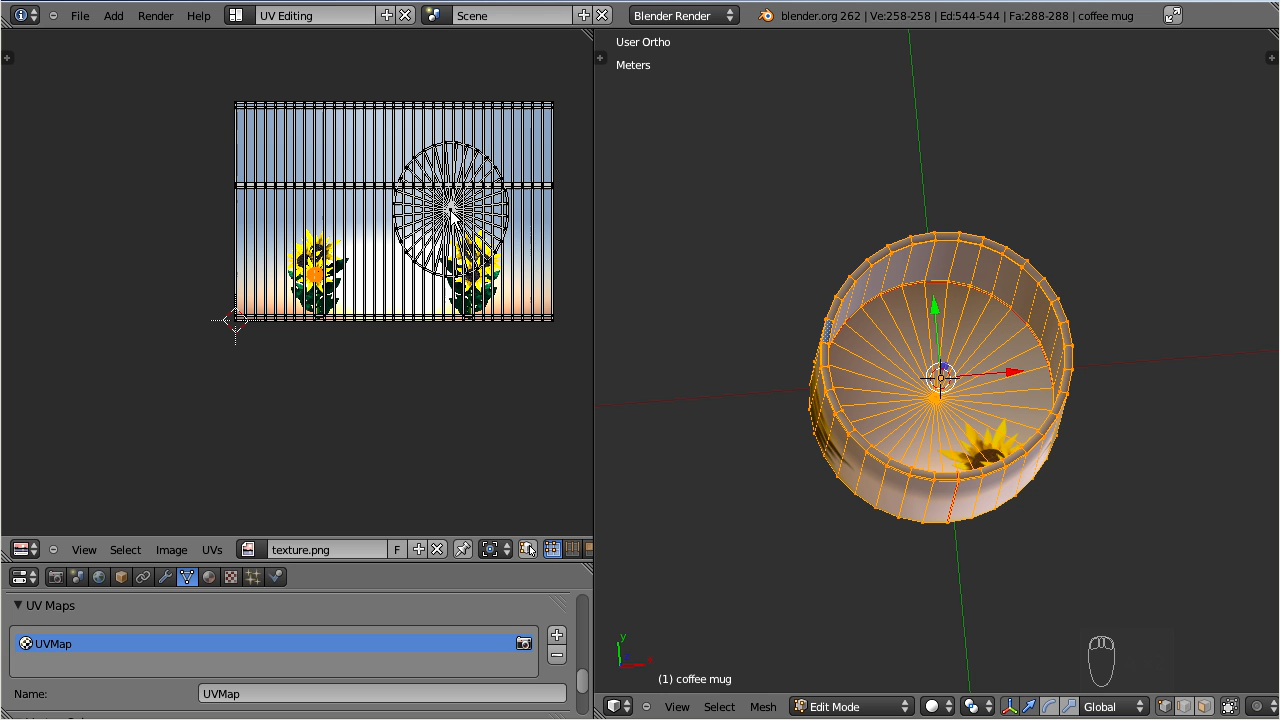 File Add Render Help UV Editing Scene Blender Render blender.org 262 | Ve:258-258 | Ed:544-544 | Fa:288-288 | coffee mug
User Ortho
Meters
y
(1) coffee mug
View Select Image UVs texture.png F
UV Maps
UVMap
Name: UVMap
View Select Mesh Edit Mode Global